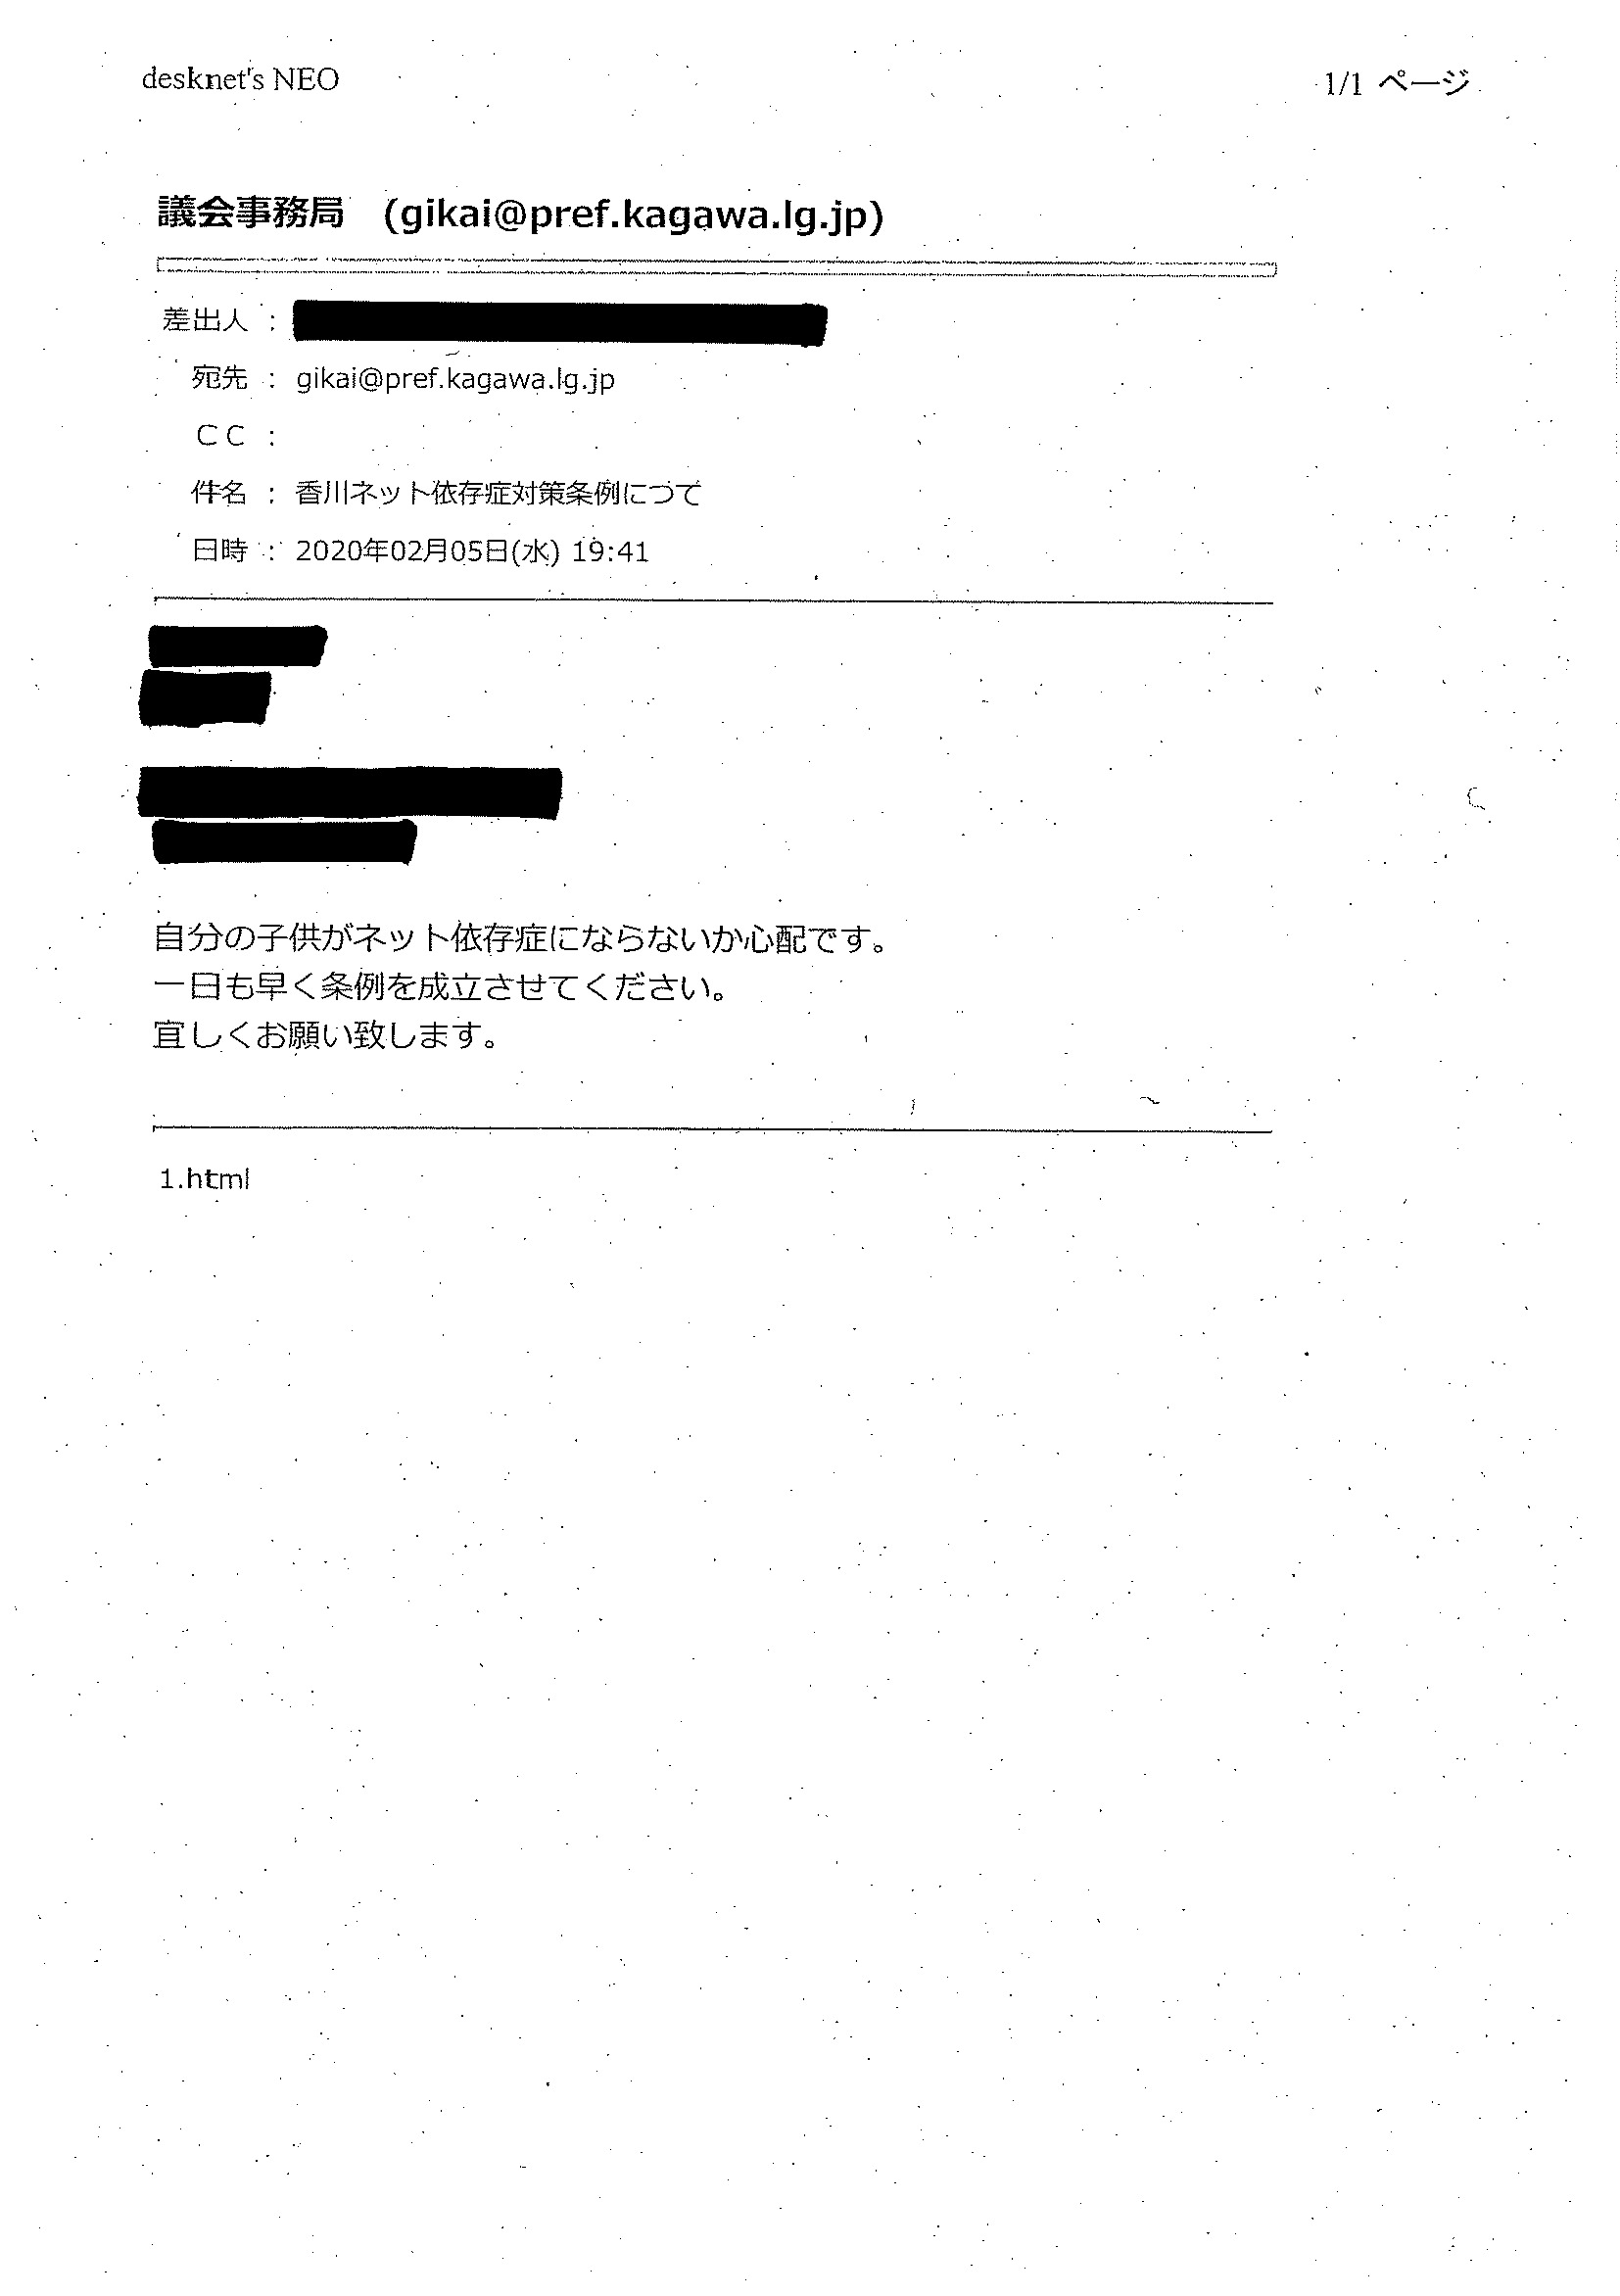 desknet's NEO
1/1 ページ
議会事務局 (gikai@pref.kagawa.lg.jp)
差出人 :
宛先 : gikai@pref.kagawa.lg.jp
CC :
件名 : 香川ネット依存症対策条例につて
日時 : 2020年02月05日(水) 19:41
自分の子供がネット依存症にならないか心配です。
一日も早く条例を成立させてください。
宜しくお願い致します。
1.html